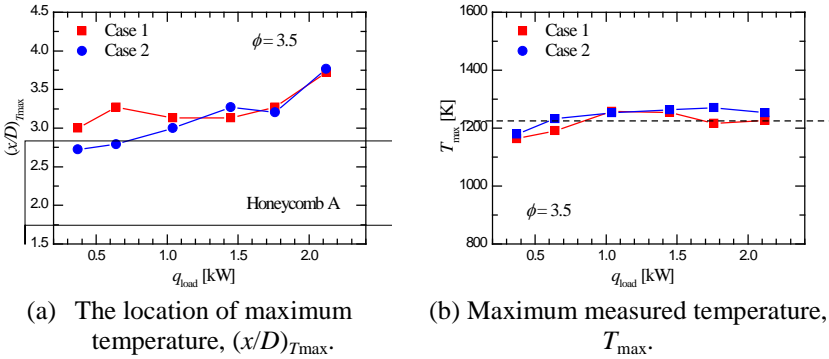 4.5
4.0
3.5
3.0
2.5
2.0
1.5
(x/D)Tmax
Case 1
Case 2
ϕ = 3.5
Honeycomb A
0.5 1.0 1.5 2.0
qload [kW]
(a) The location of maximum
temperature, (x/D)Tmax.
1600
1400
1200
1000
800
Tmax [K]
Case 1
Case 2
ϕ = 3.5
0.5 1.0 1.5 2.0
qload [kW]
(b) Maximum measured temperature,
Tmax.